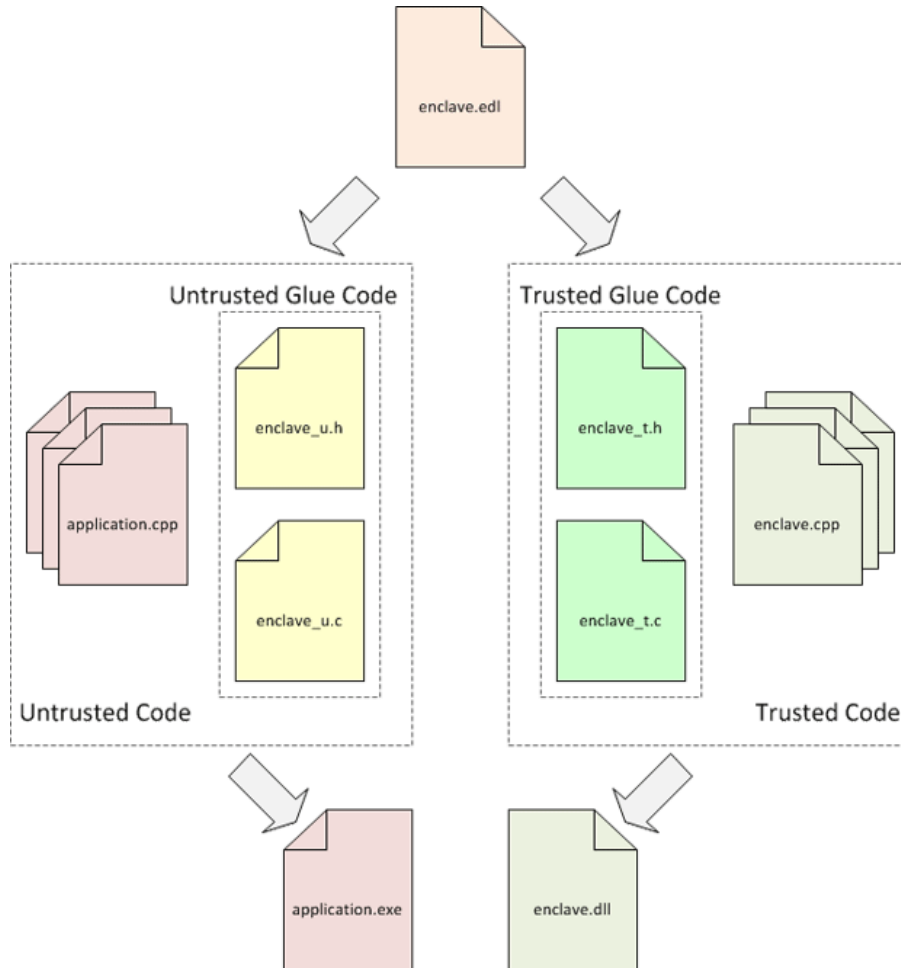 enclave.edl
Untrusted Glue Code
Trusted Glue Code
enclave_u.h
enclave_t.h
application.cpp
enclave.cpp
enclave_u.c
enclave_t.c
Untrusted Code
Trusted Code
application.exe
enclave.dll